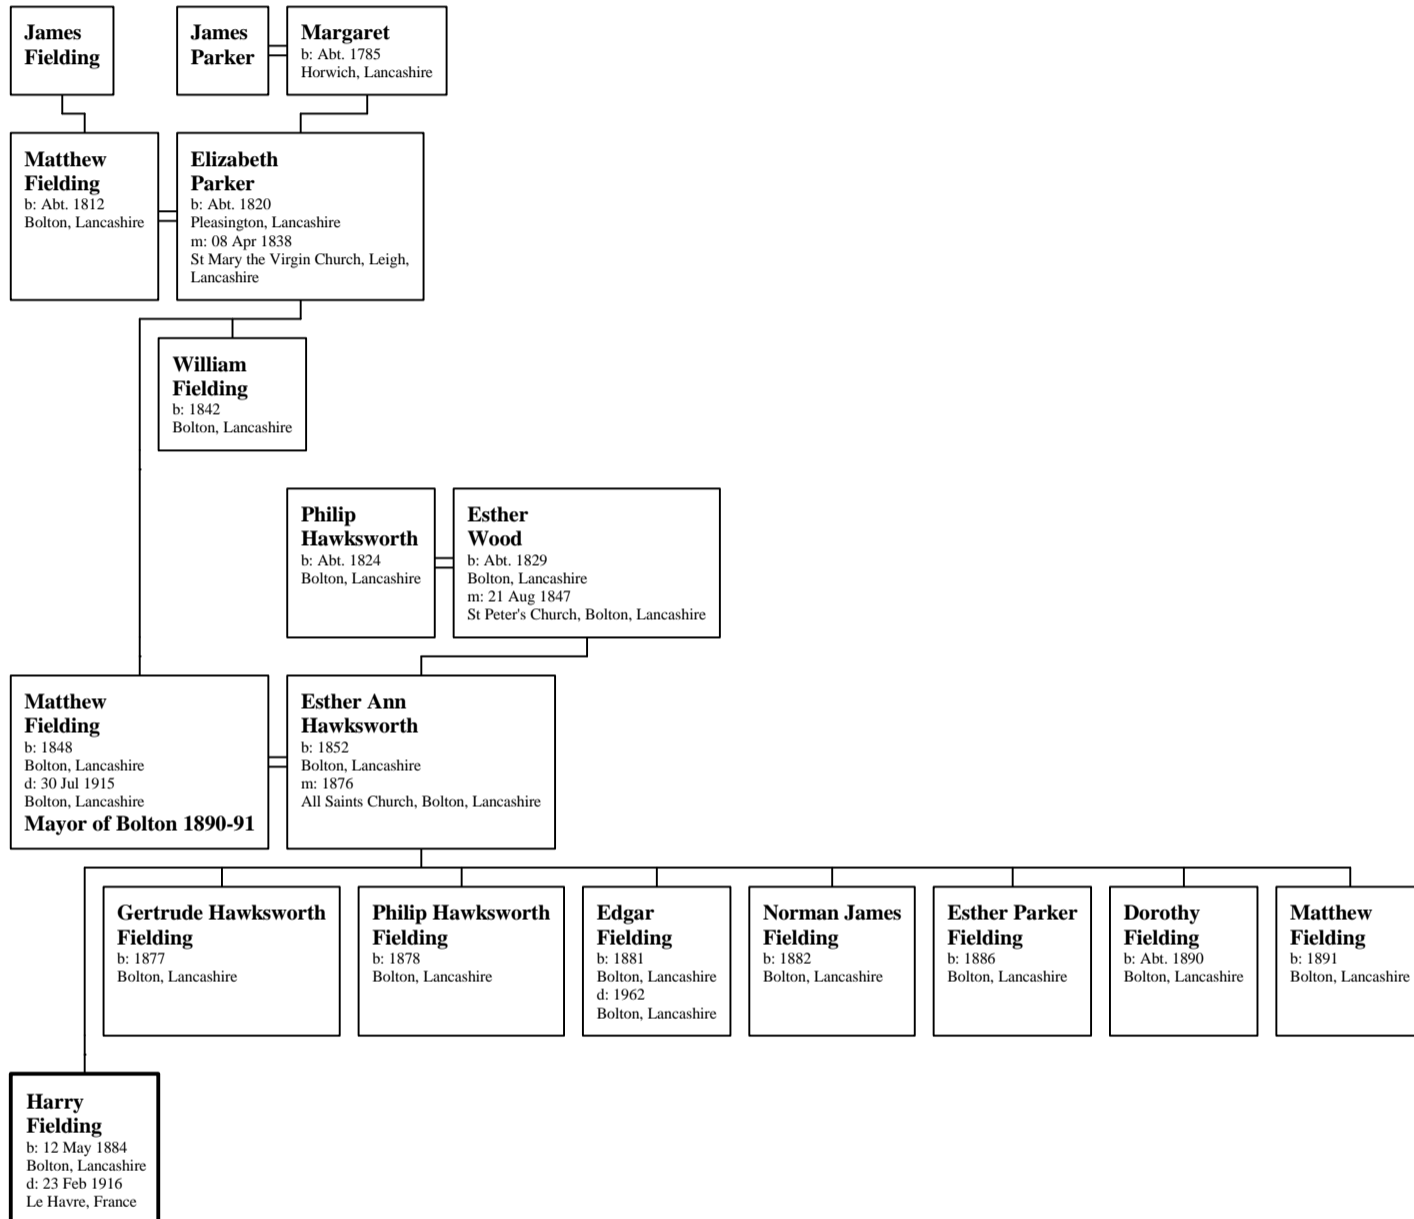 James
Fielding
James
Parker
Margaret
b: Abt. 1785
Horwich, Lancashire
Matthew
Fielding
b: Abt. 1812
Bolton, Lancashire
Elizabeth
Parker
b: Abt. 1820
Pleasington, Lancashire
m: 08 Apr 1838
St Mary the Virgin Church, Leigh,
Lancashire
William
Fielding
b: 1842
Bolton, Lancashire
Philip
Hawksworth
b: Abt. 1824
Bolton, Lancashire
Esther
Wood
b: Abt. 1829
Bolton, Lancashire
m: 21 Aug 1847
St Peter's Church, Bolton, Lancashire
Matthew
Fielding
b: 1848
Bolton, Lancashire
d: 30 Jul 1915
Bolton, Lancashire
Mayor of Bolton 1890-91
Esther Ann
Hawksworth
b: 1852
Bolton, Lancashire
m: 1876
All Saints Church, Bolton, Lancashire
Gertrude Hawksworth
Fielding
b: 1877
Bolton, Lancashire
Philip Hawksworth
Fielding
b: 1878
Bolton, Lancashire
Edgar
Fielding
b: 1881
Bolton, Lancashire
d: 1962
Bolton, Lancashire
Norman James
Fielding
b: 1882
Bolton, Lancashire
Esther Parker
Fielding
b: 1886
Bolton, Lancashire
Dorothy
Fielding
b: Abt. 1890
Bolton, Lancashire
Matthew
Fielding
b: 1891
Bolton, Lancashire
Harry
Fielding
b: 12 May 1884
Bolton, Lancashire
d: 23 Feb 1916
Le Havre, France